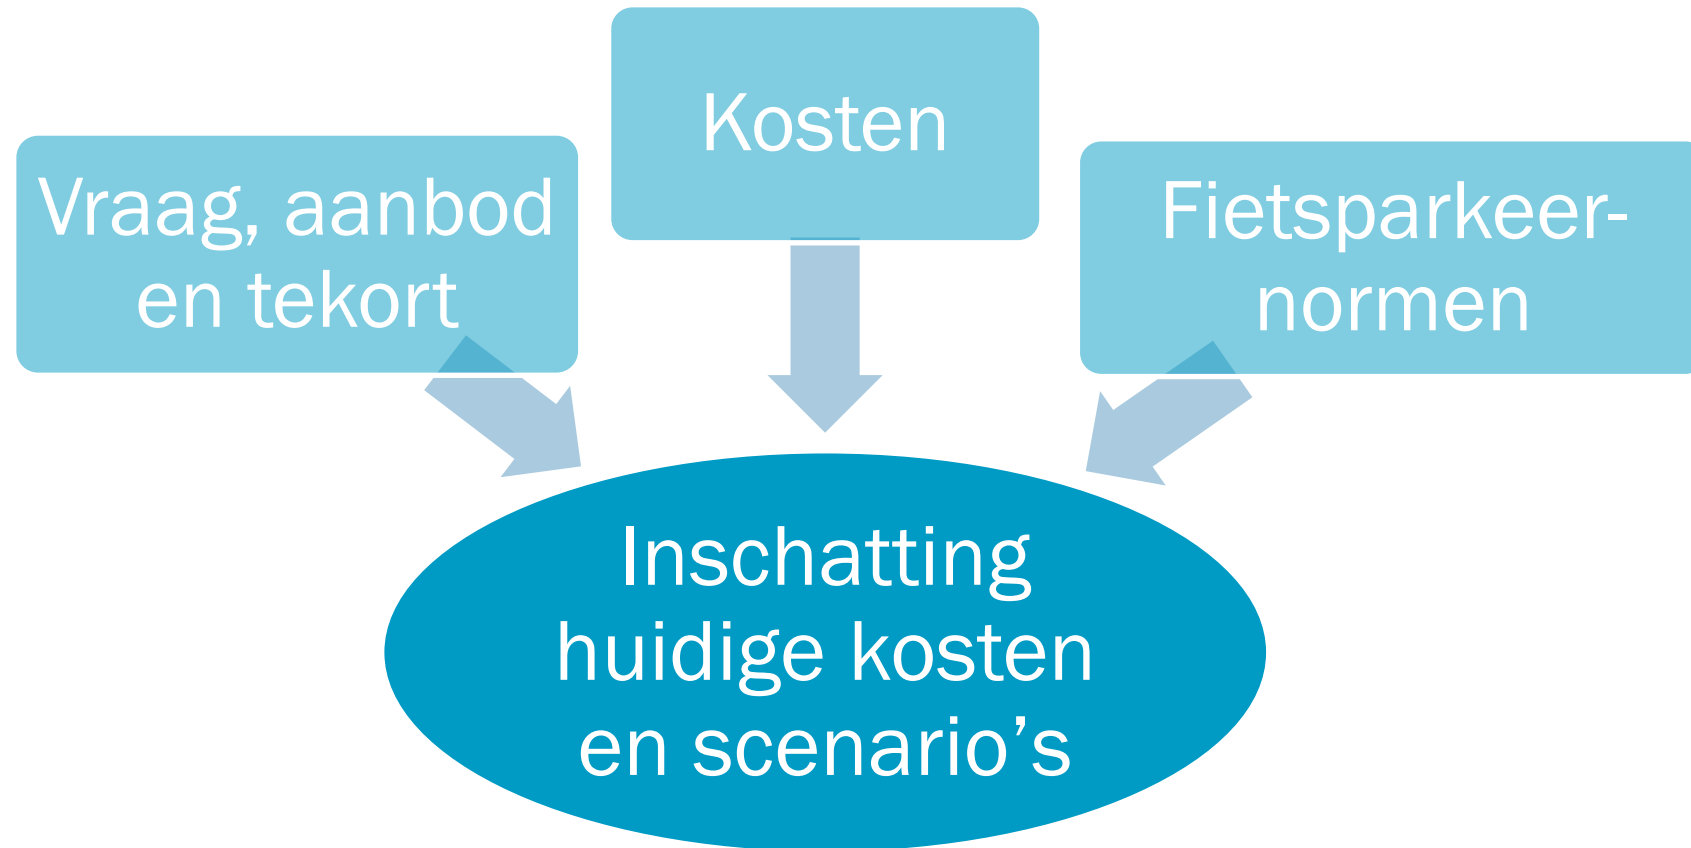 Kosten
Vraag, aanbod
en tekort
Fietsparkeer-
normen
Inschatting
huidige kosten
en scenario’s